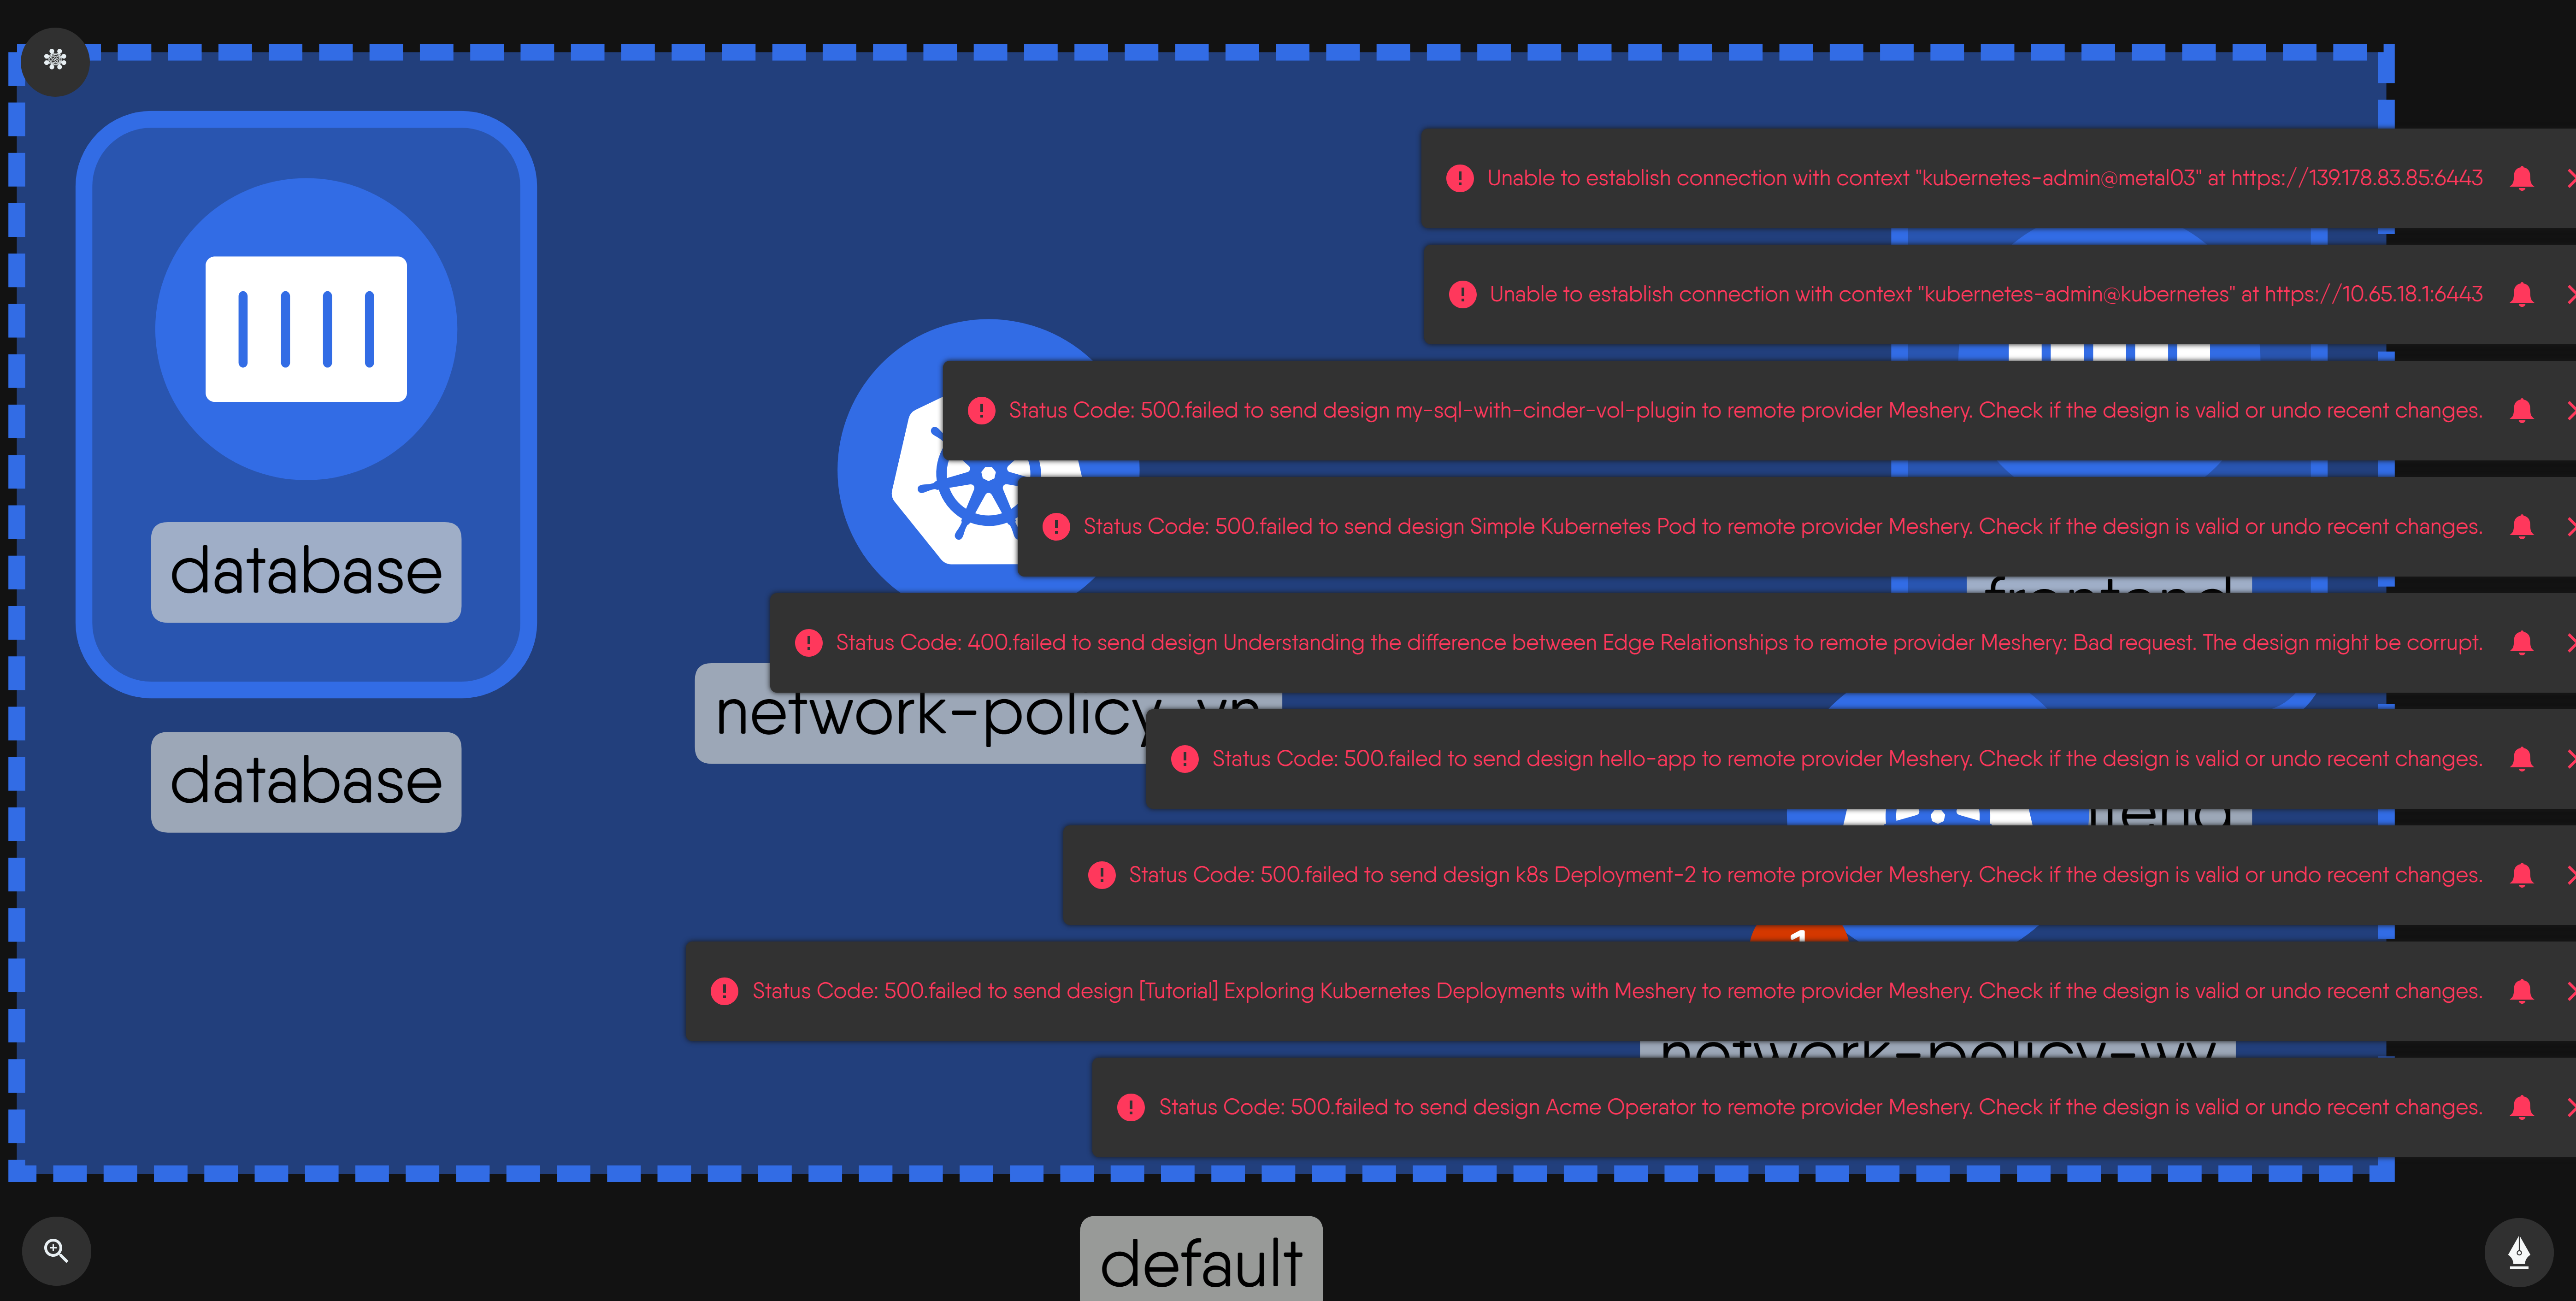 Unable to establish connection with context "kubernetes-admin@metal03" at https://139.178.83.85:6443
Unable to establish connection with context "kubernetes-admin@kubernetes" at https://10.65.18.1:6443
Status Code: 500.failed to send design my-sql-with-cinder-vol-plugin to remote provider Meshery. Check if the design is valid or undo recent changes.
Status Code: 500.failed to send design Simple Kubernetes Pod to remote provider Meshery. Check if the design is valid or undo recent changes.
database
frontend
Status Code: 400.failed to send design Understanding the difference between Edge Relationships to remote provider Meshery: Bad request. The design might be corrupt.
network-policy-vn
Status Code: 500.failed to send design hello-app to remote provider Meshery. Check if the design is valid or undo recent changes.
database
Status Code: 500.failed to send design k8s Deployment-2 to remote provider Meshery. Check if the design is valid or undo recent changes.
1
Status Code: 500.failed to send design [Tutorial] Exploring Kubernetes Deployments with Meshery to remote provider Meshery. Check if the design is valid or undo recent changes.
network-policy-wv
Status Code: 500.failed to send design Acme Operator to remote provider Meshery. Check if the design is valid or undo recent changes.
default